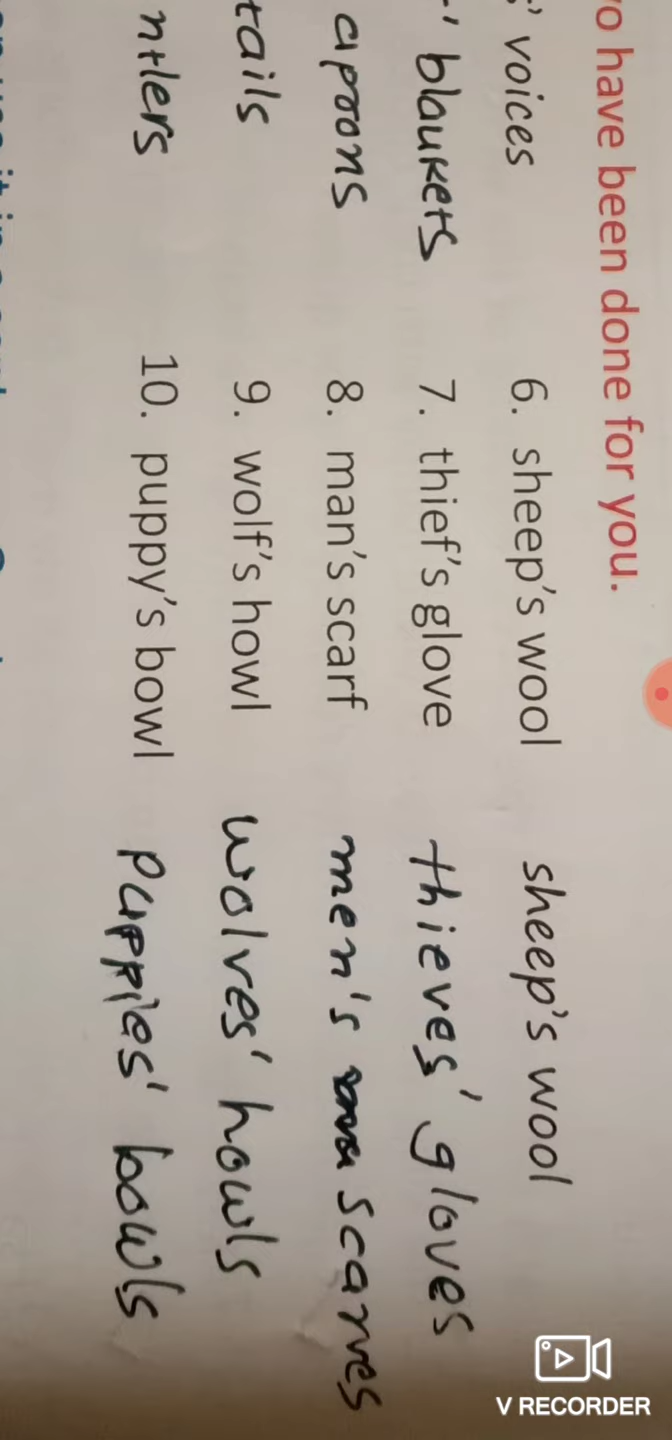 have been done for you.
voices 6. sheep's wool sheep's wool
blankets 7. thief's glove thieves' gloves
aprons 8. man's scarf men's scarves
tails 9. wolf's howl wolves' howls
ntlers 10. puppy's bowl puppies' bowls
V RECORDER